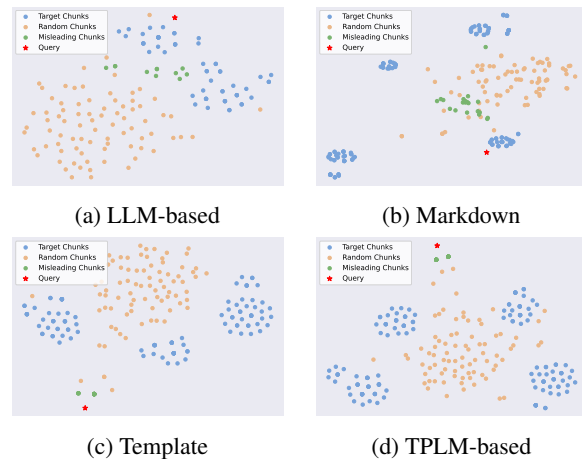 Target Chunks
Random Chunks
Misleading Chunks
Query
(a) LLM-based
Target Chunks
Random Chunks
Misleading Chunks
Query
(b) Markdown
Target Chunks
Random Chunks
Misleading Chunks
Query
(c) Template
Target Chunks
Random Chunks
Misleading Chunks
Query
(d) TPLM-based